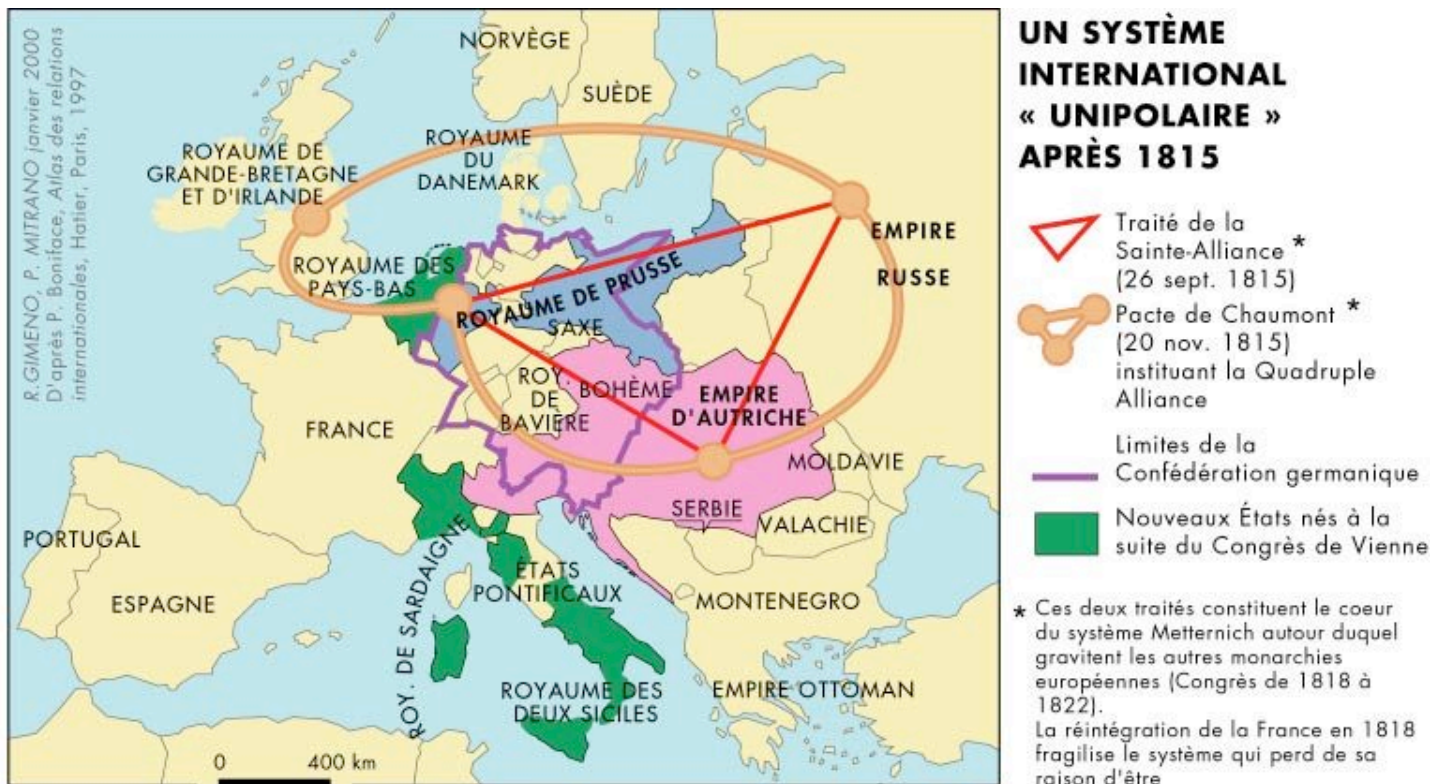 R.GIMENO, P. MITRANO janvier 2000
D'après P. Boniface, Atlas des relations
internationales, Hatier, Paris, 1997
NORVÈGE
SUÈDE
ROYAUME
DU
DANEMARK
ROYAUME DE
GRANDE-BRETAGNE
ET D'IRLANDE
EMPIRE
RUSSE
ROYAUME DES
PAYS-BAS
ROYAUME DE PRUSSE
SAXE
ROY.
DE
BAVIÈRE
BOHÈME
EMPIRE
D'AUTRICHE
FRANCE
MOLDAVIE
SERBIE
VALACHIE
PORTUGAL
ESPAGNE
ROY. DE SARDAIGNE
ÉTATS
PONTIFICAUX
MONTENEGRO
ROYAUME DES
DEUX SICILES
EMPIRE OTTOMAN
0 400 km
UN SYSTÈME
INTERNATIONAL
« UNIPOLAIRE »
APRÈS 1815
Traité de la
Sainte-Alliance *
(26 sept. 1815)
Pacte de Chaumont *
(20 nov. 1815)
instituant la Quadruple
Alliance
Limites de la
Confédération germanique
Nouveaux États nés à la
suite du Congrès de Vienne
* Ces deux traités constituent le coeur
du système Metternich autour duquel
gravitent les autres monarchies
européennes (Congrès de 1818 à
1822).
La réintégration de la France en 1818
fragilise le système qui perd de sa
raison d'être